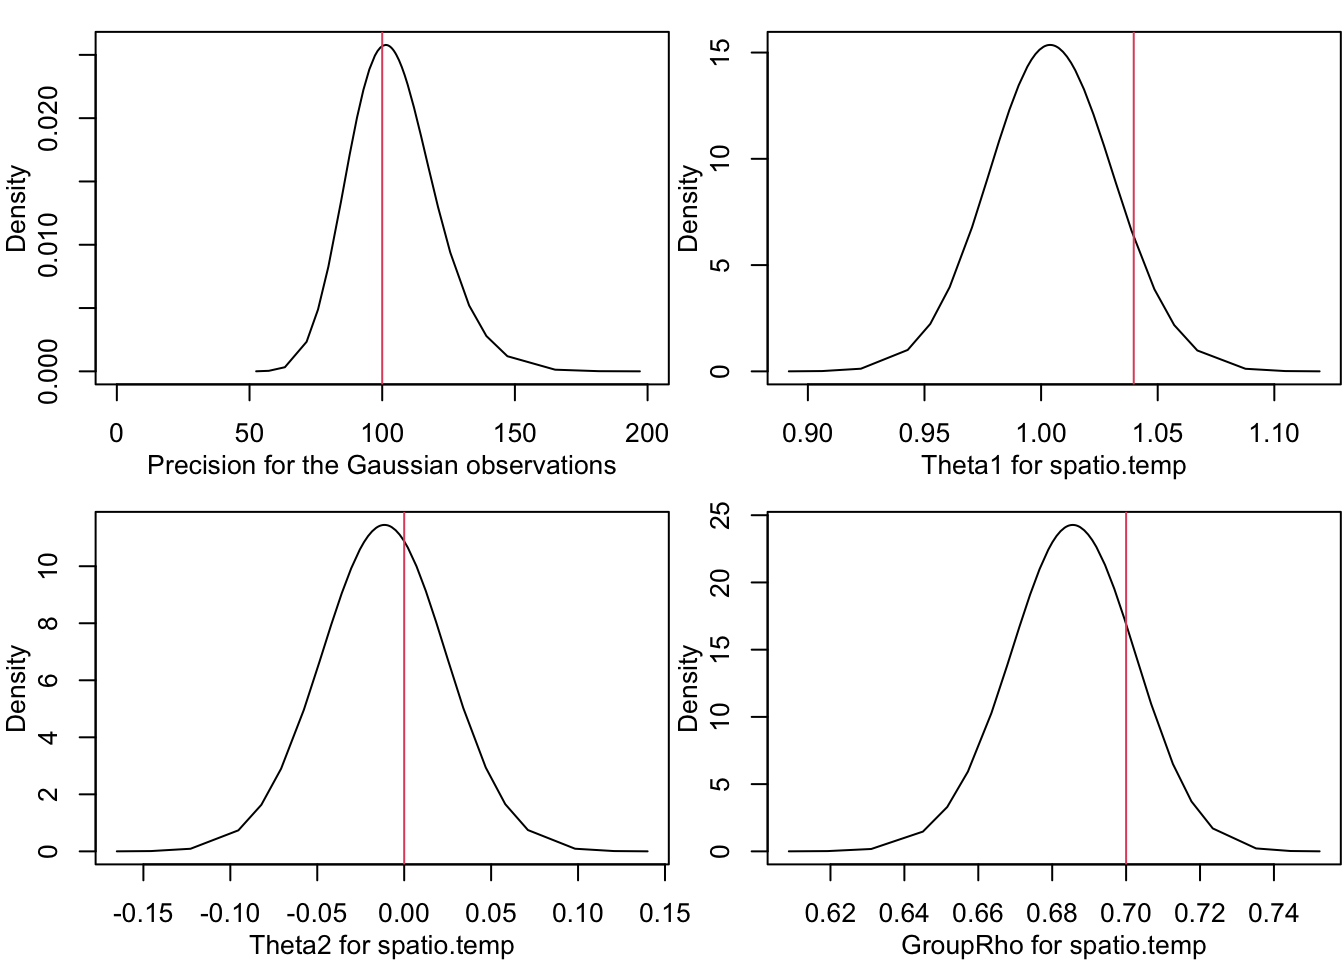 Density
0.000 0.010 0.020
0 50 100 150 200
Precision for the Gaussian observations
Density
0 5 10 15
0.90 0.95 1.00 1.05 1.10
Theta1 for spatio.temp
Density
0 2 4 6 8 10
-0.15 -0.10 -0.05 0.00 0.05 0.10 0.15
Theta2 for spatio.temp
Density
0 5 10 15 20 25
0.62 0.64 0.66 0.68 0.70 0.72 0.74
GroupRho for spatio.temp